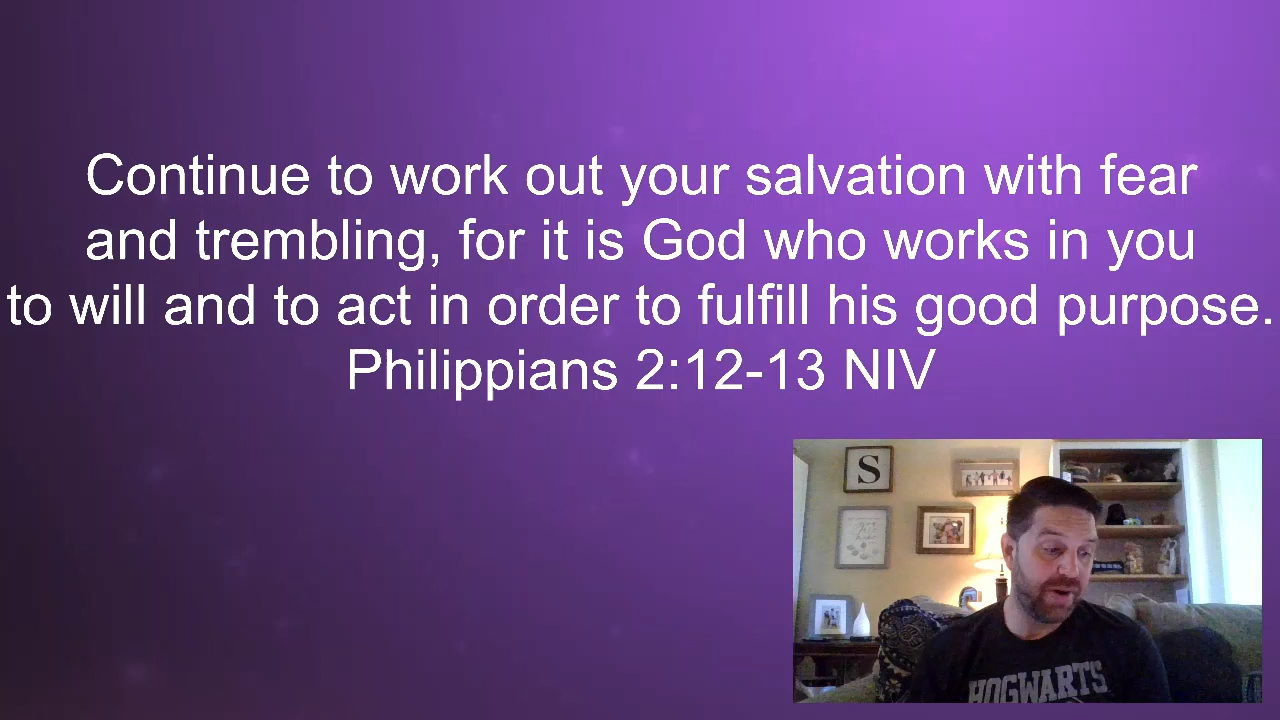 Continue to work out your salvation with fear
and trembling, for it is God who works in you
to will and to act in order to fulfill his good purpose.
Philippians 2:12-13 NIV
S
HOGWARTS